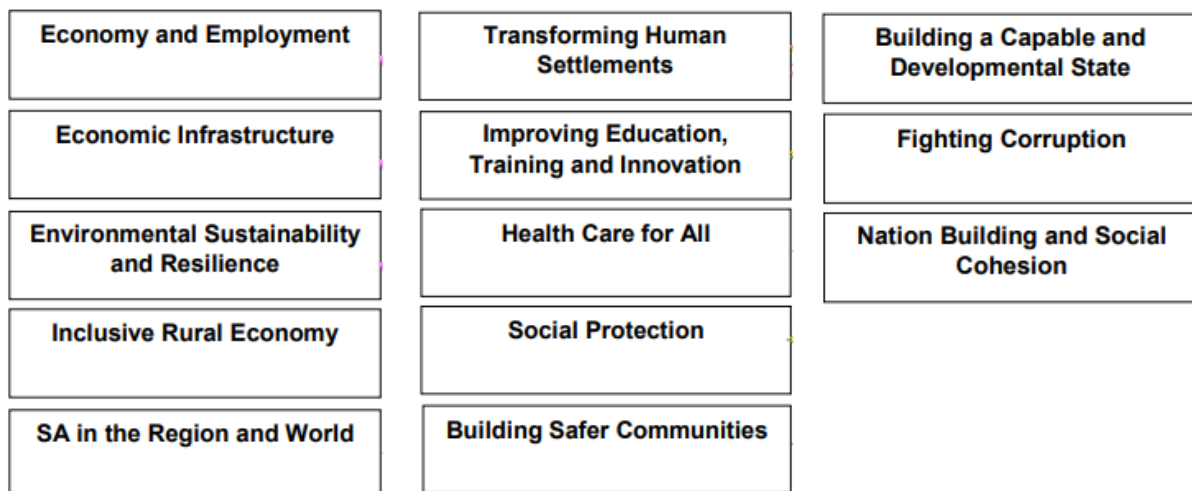 Economy and Employment
Economic Infrastructure
Environmental Sustainability
and Resilience
Inclusive Rural Economy
SA in the Region and World
Transforming Human
Settlements
Improving Education,
Training and Innovation
Health Care for All
Social Protection
Building Safer Communities
Building a Capable and
Developmental State
Fighting Corruption
Nation Building and Social
Cohesion